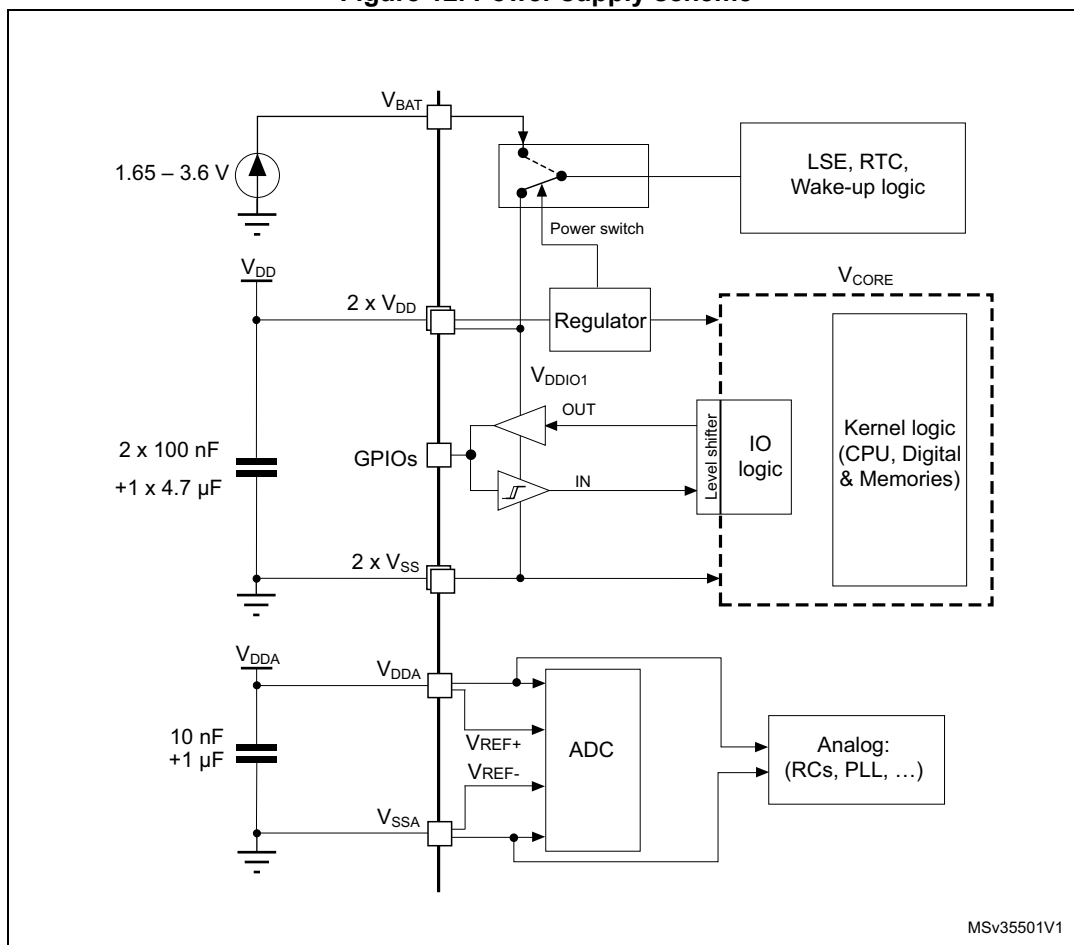 Figure 12. Power supply scheme
VBAT
1.65 – 3.6 V
Power switch
LSE, RTC,
Wake-up logic
VDD
2 x VDD
Regulator
VCORE
VDDIO1
OUT
2 x 100 nF
+1 x 4.7 µF
GPIOs
IN
Level shifter
IO
logic
Kernel logic
(CPU, Digital
& Memories)
2 x VSS
VDDA
VDDA
10 nF
+1 µF
VREF+
VREF-
ADC
Analog:
(RCs, PLL, …)
VSSA
MSv35501V1